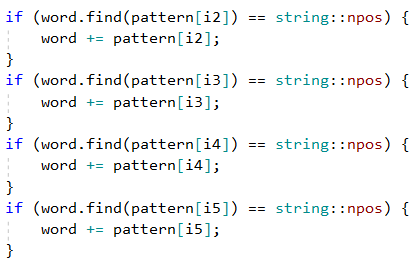 if (word.find(pattern[i2]) == string::npos) {
    word += pattern[i2];
}
if (word.find(pattern[i3]) == string::npos) {
    word += pattern[i3];
}
if (word.find(pattern[i4]) == string::npos) {
    word += pattern[i4];
}
if (word.find(pattern[i5]) == string::npos) {
    word += pattern[i5];
}